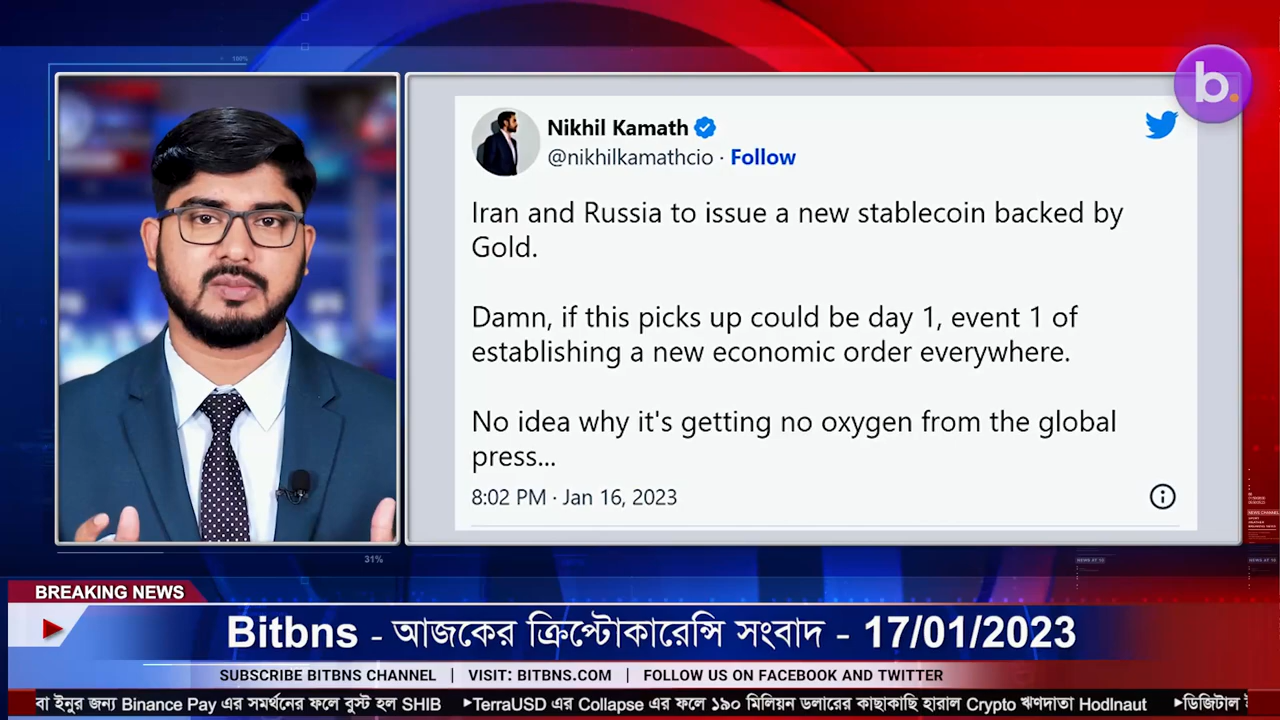 100%
b.
Nikhil Kamath
@nikhilkamathcio · Follow
Iran and Russia to issue a new stablecoin backed by
Gold.
Damn, if this picks up could be day 1, event 1 of
establishing a new economic order everywhere.
No idea why it's getting no oxygen from the global
press...
8:02 PM · Jan 16, 2023
31%
NEWS CHANNEL
BREAKING NEWS
Bitbns - আজকের ক্রিপ্টোকারেন্সি সংবাদ - 17/01/2023
SUBSCRIBE BITBNS CHANNEL | VISIT: BITBNS.COM | FOLLOW US ON FACEBOOK AND TWITTER
বা ইনুর জন্য Binance Pay এর সমর্থনের ফলে বুস্ট হল SHIB ▸TerraUSD এর Collapse এর ফলে ১৯০ মিলিয়ন ডলারের কাছাকাছি হারাল Crypto ঋণদাতা Hodlnaut ▸ডিজিটাল